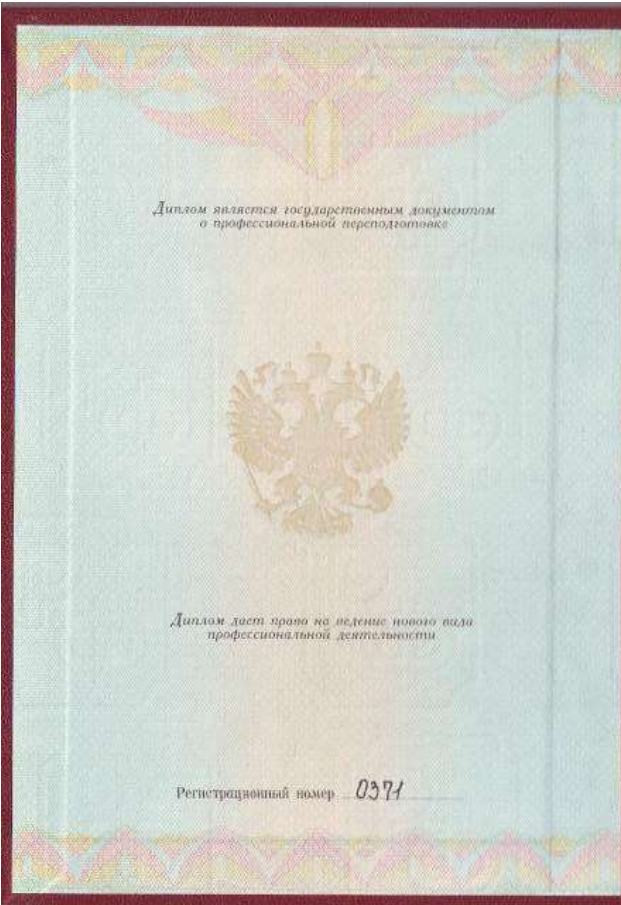 Диплом является государственным документом
о профессиональной переподготовке
Диплом дает право на ведение нового вида
профессиональной деятельности
Регистрационный номер 0371